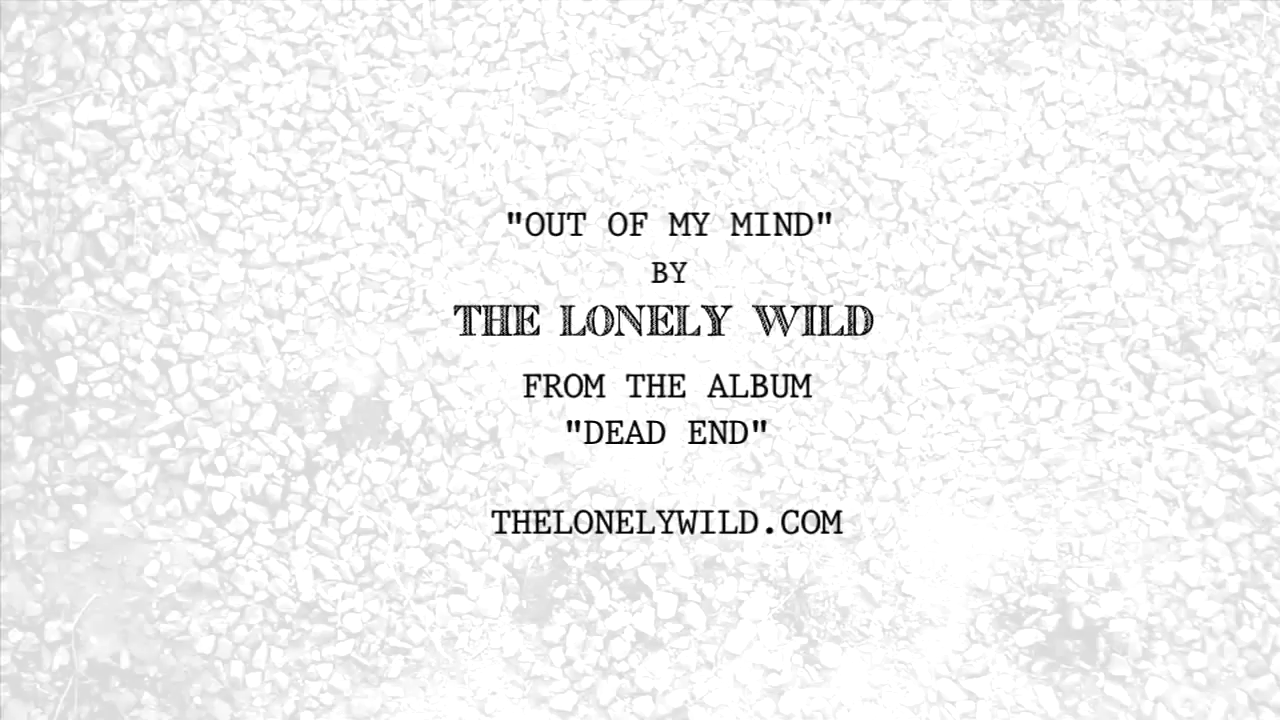 "OUT OF MY MIND"
BY
THE LONELY WILD
FROM THE ALBUM
"DEAD END"
THELONELYWILD.COM